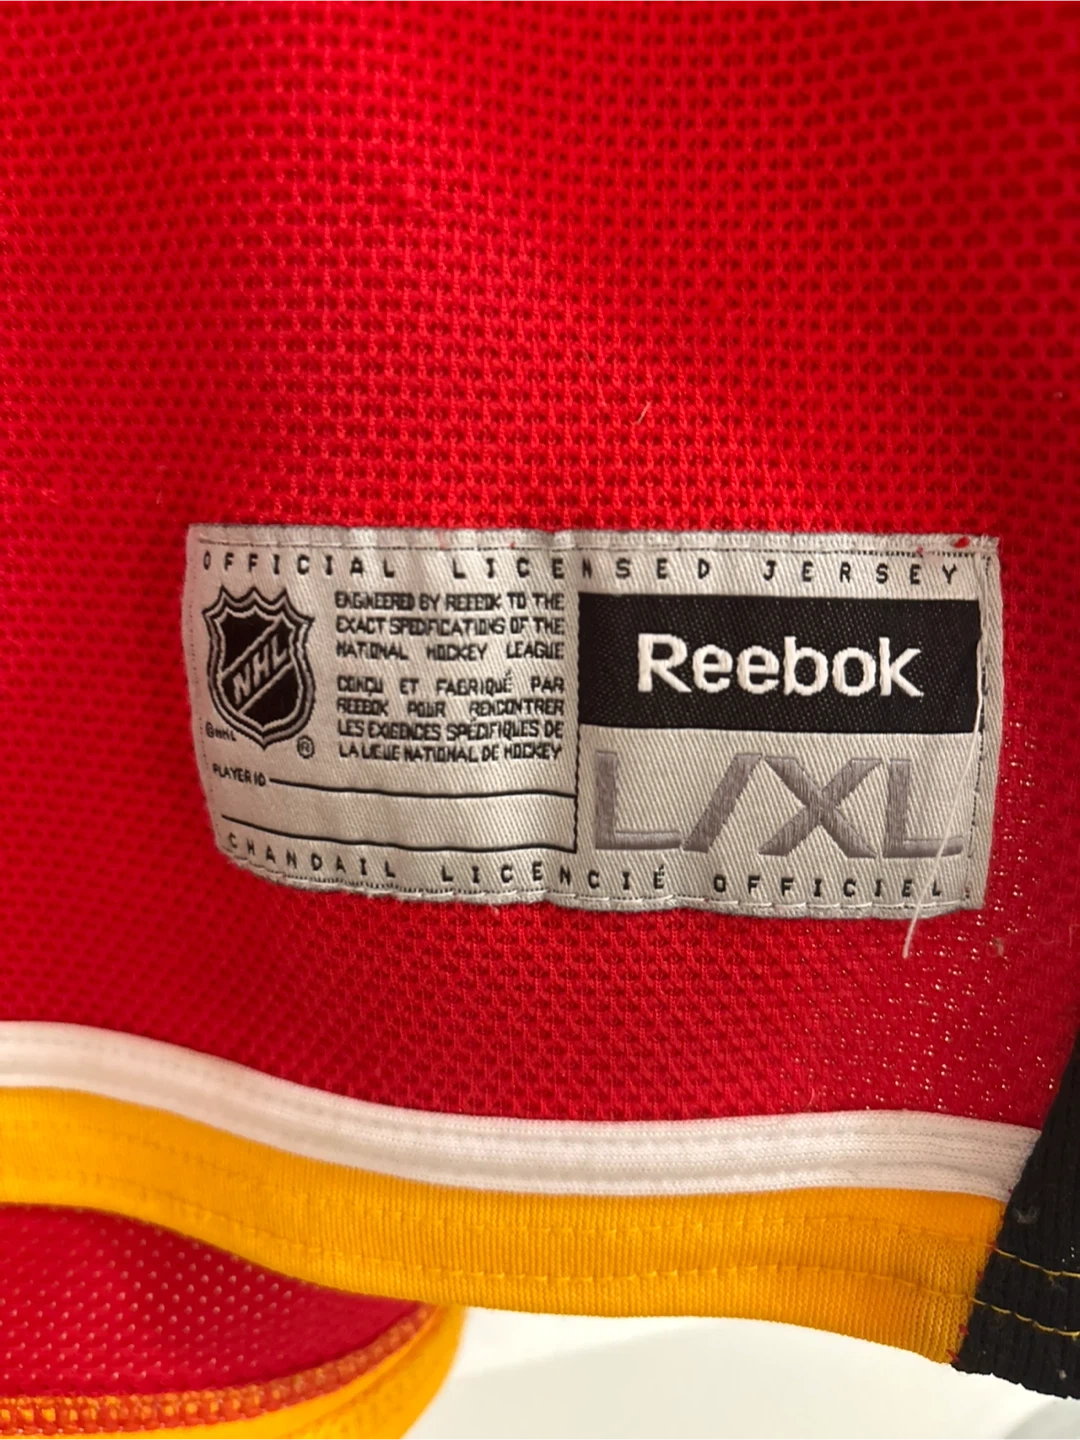 OFFICIAL LICENSED JERSEY
NHL
©NHL
®
ENGINEERED BY REEBOK TO THE
EXACT SPECIFICATIONS OF THE
NATIONAL HOCKEY LEAGUE
CONÇU ET FABRIQUÉ PAR
REEBOK POUR RENCONTRER
LES EXIGENCES SPÉCIFIQUES DE
LA LIGUE NATIONAL DE HOCKEY
PLAYER ID
Reebok
L/XL
CHANDAIL LICENCIÉ OFFICIEL